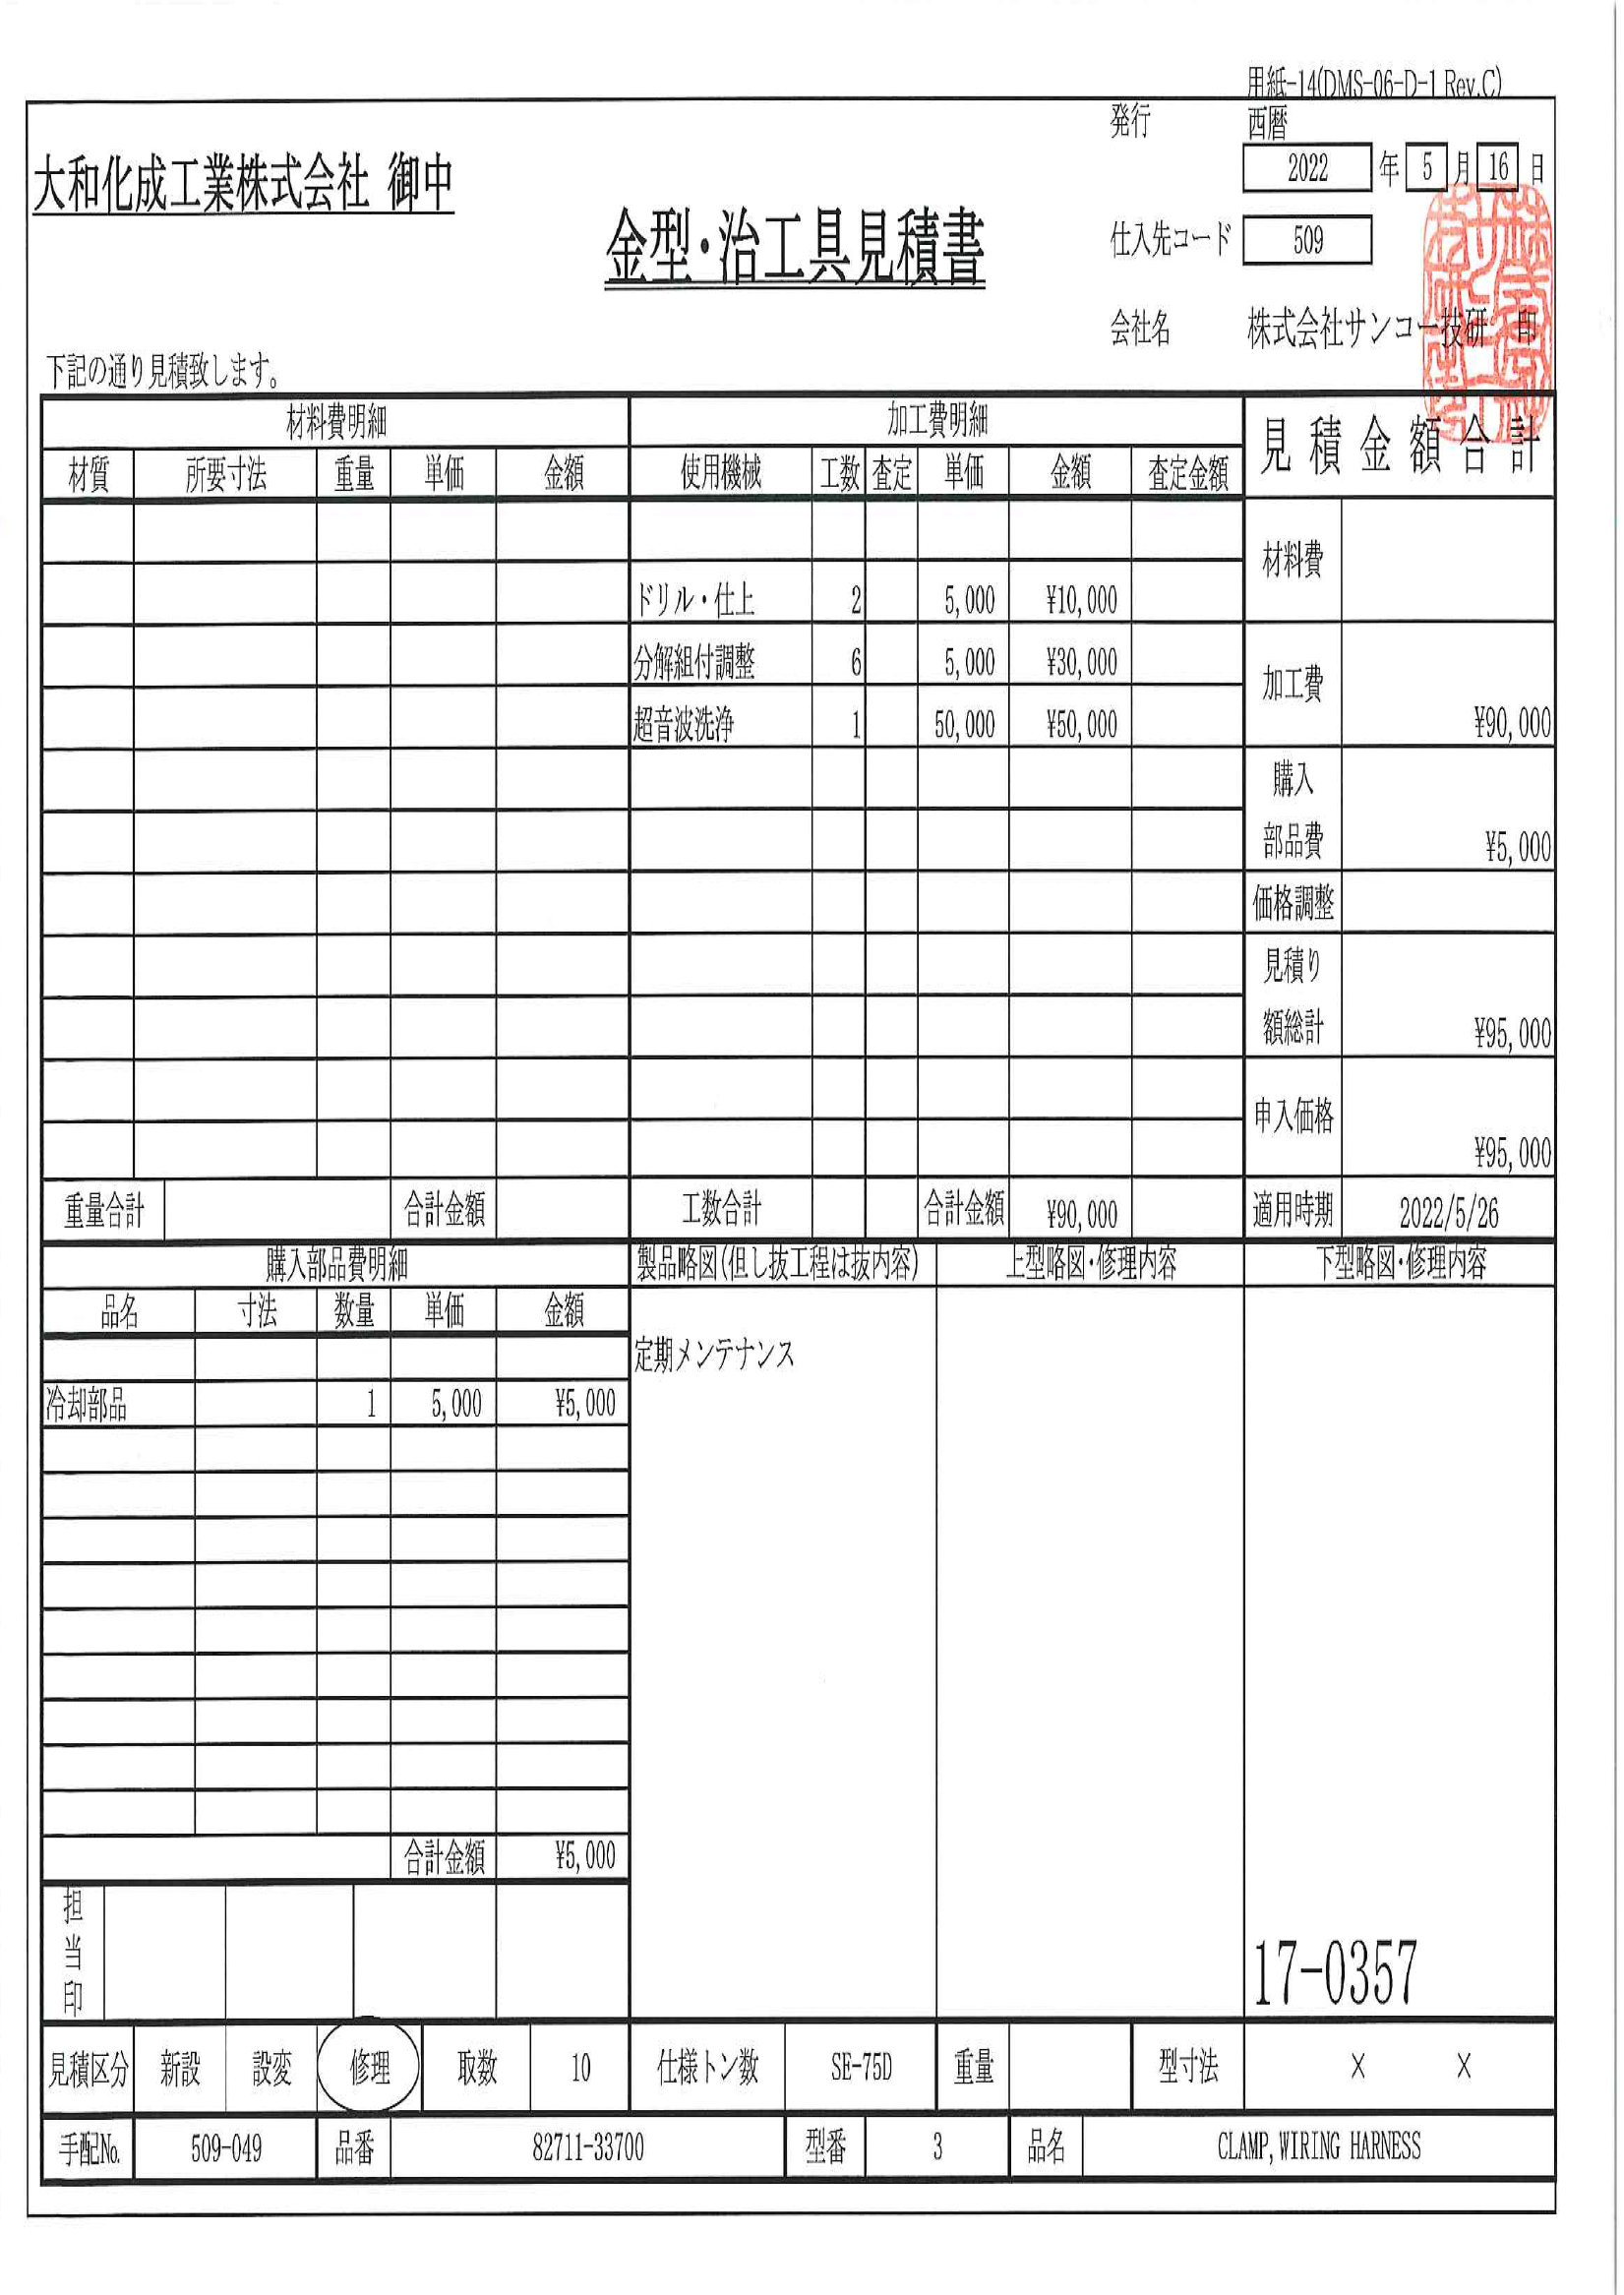 用紙-14(DMS-06-D-1 Rev.C)
発行 西暦
2022 年 5 月 16 日
大和化成工業株式会社 御中
金型・治工具見積書
仕入先コード 509
会社名 株式会社サンコー技研 印
下記の通り見積致します。
材料費明細 加工費明細 見積金額合計
材質 所要寸法 重量 単価 金額 使用機械 工数 査定 単価 金額 査定金額
材料費
ドリル・仕上 2 5,000 ¥10,000
分解組付調整 6 5,000 ¥30,000
加工費 ¥90,000
超音波洗浄 1 50,000 ¥50,000
購入
部品費 ¥5,000
価格調整
見積り
額総計 ¥95,000
申入価格 ¥95,000
重量合計 合計金額 工数合計 合計金額 ¥90,000 適用時期 2022/5/26
購入部品費明細 製品略図(但し抜工程は抜内容) 上型略図・修理内容 下型略図・修理内容
品名 寸法 数量 単価 金額
定期メンテナンス
冷却部品 1 5,000 ¥5,000
合計金額 ¥5,000
担
当
印
17-0357
見積区分 新設 設変 修理 取数 10 仕様トン数 SE-75D 重量 型寸法 × ×
手配No. 509-049 品番 82711-33700 型番 3 品名 CLAMP,WIRING HARNESS